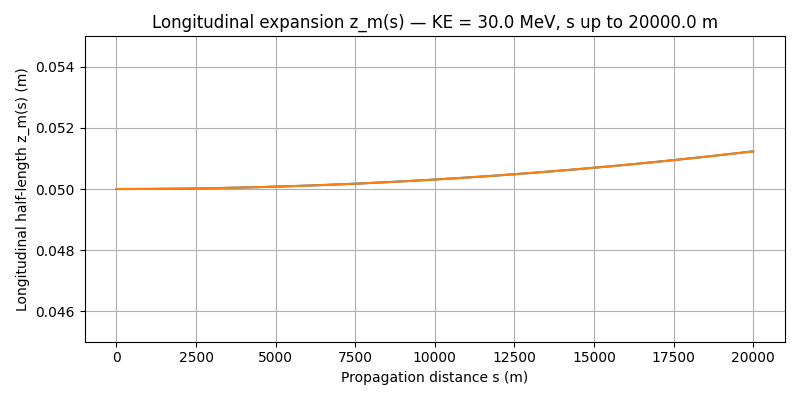 Longitudinal expansion z_m(s) — KE = 30.0 MeV, s up to 20000.0 m
Longitudinal half-length z_m(s) (m)
0.054
0.052
0.050
0.048
0.046
0 2500 5000 7500 10000 12500 15000 17500 20000
Propagation distance s (m)